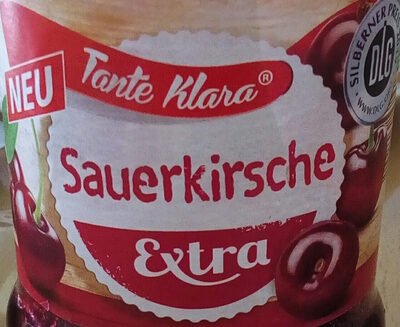 NEU
Tante Klara®
Sauerkirsche
Extra
SILBERNER
DLG